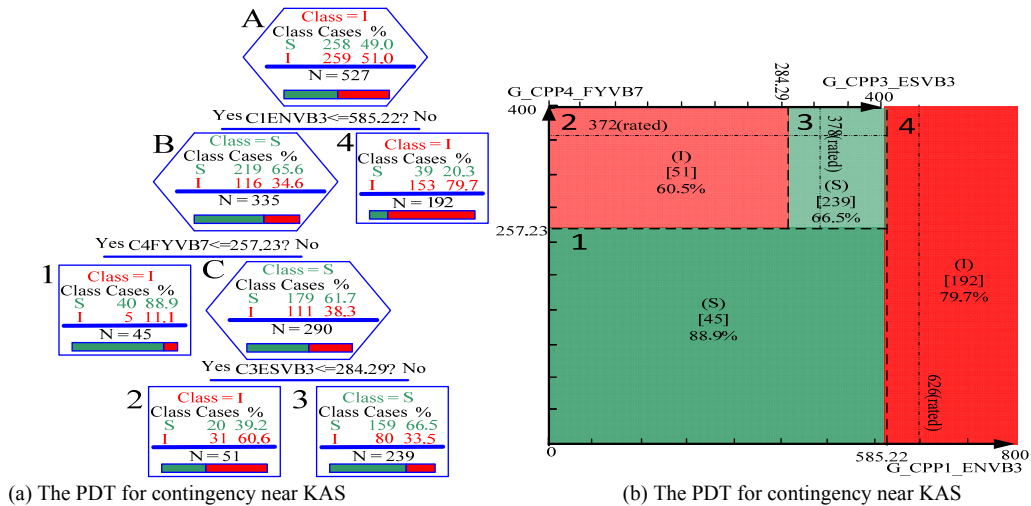 A
Class = I
Class Cases %
S 258 49.0
I 259 51.0
N = 527
Yes C1ENVB3<=585.22? No
B
Class = S
Class Cases %
S 219 65.6
I 116 34.6
N = 335
4
Class = I
Class Cases %
S 39 20.3
I 153 79.7
N = 192
Yes C4FYVB7<=257.23? No
1
Class = I
Class Cases %
S 40 88.9
I 5 11.1
N = 45
C
Class = S
Class Cases %
S 179 61.7
I 111 38.3
N = 290
Yes C3ESVB3<=284.29? No
2
Class = I
Class Cases %
S 20 39.2
I 31 60.6
N = 51
3
Class = S
Class Cases %
S 159 66.5
I 80 33.5
N = 239
(a) The PDT for contingency near KAS
G_CPP4_FYVB7
284.29
G_CPP3_ESVB3
400
400
2
372(rated)
(I)
[51]
60.5%
3
378(rated)
(S)
[239]
66.5%
4
257.23
1
(S)
[45]
88.9%
(I)
[192]
79.7%
626(rated)
0
585.22
800
G_CPP1_ENVB3
(b) The PDT for contingency near KAS